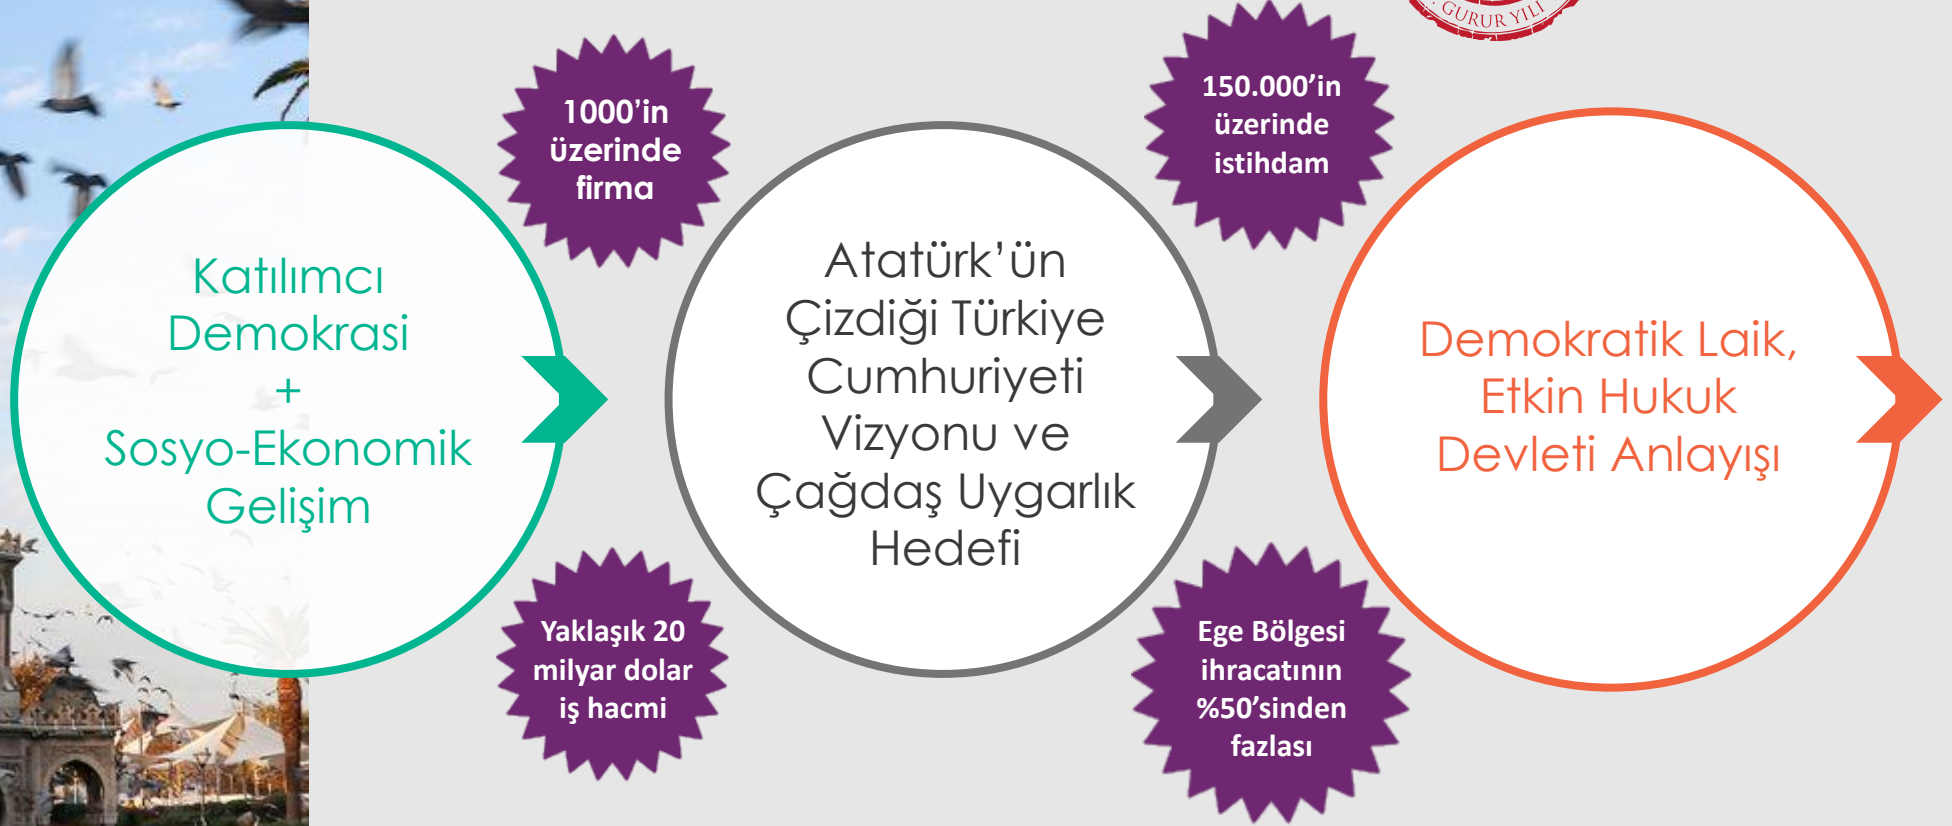 GURUR YILI
1000’in
üzerinde
firma
150.000’in
üzerinde
istihdam
Katılımcı
Demokrasi
+
Sosyo-Ekonomik
Gelişim
Atatürk’ün
Çizdiği Türkiye
Cumhuriyeti
Vizyonu ve
Çağdaş Uygarlık
Hedefi
Demokratik Laik,
Etkin Hukuk
Devleti Anlayışı
Yaklaşık 20
milyar dolar
iş hacmi
Ege Bölgesi
ihracatının
%50’sinden
fazlası